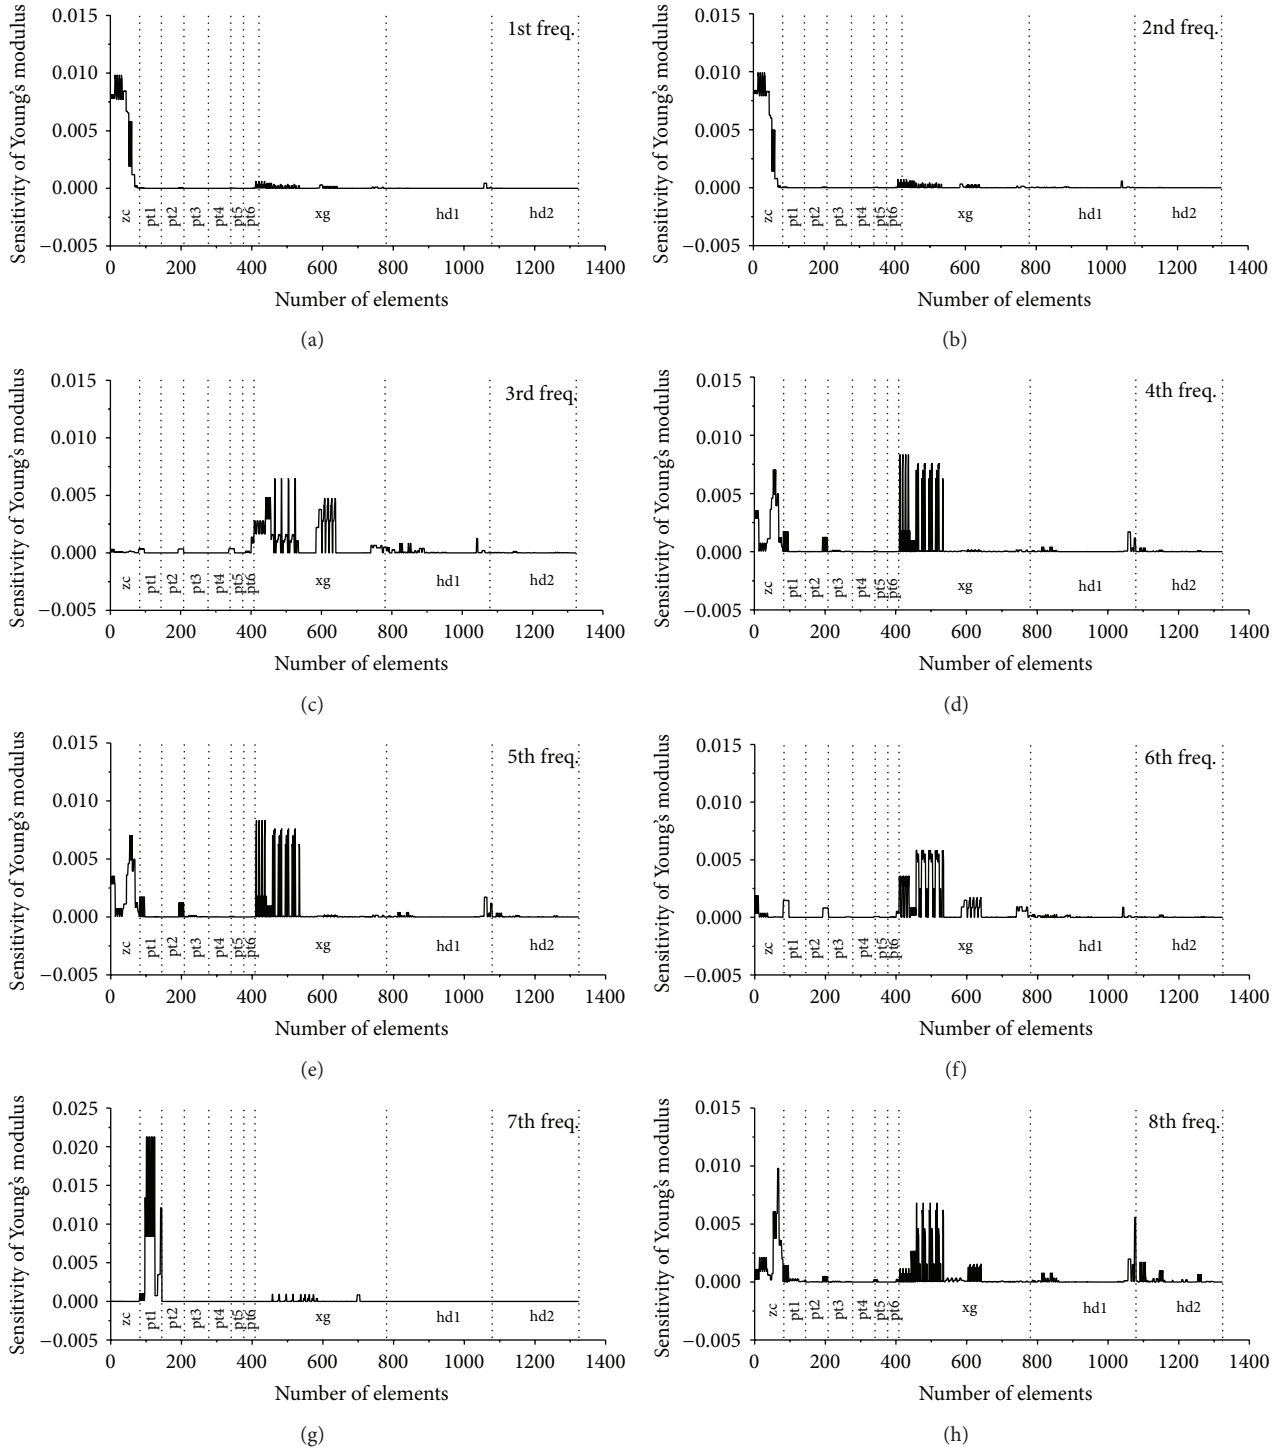 Sensitivity of Young's modulus
0.015
0.010
0.005
0.000
−0.005
1st freq.
zc pt1 pt2 pt3 pt4 pt5 pt6 xg hd1 hd2
0 200 400 600 800 1000 1200 1400
Number of elements
(a)
Sensitivity of Young's modulus
0.015
0.010
0.005
0.000
−0.005
2nd freq.
zc pt1 pt2 pt3 pt4 pt5 pt6 xg hd1 hd2
0 200 400 600 800 1000 1200 1400
Number of elements
(b)
Sensitivity of Young's modulus
0.015
0.010
0.005
0.000
−0.005
3rd freq.
zc pt1 pt2 pt3 pt4 pt5 pt6 xg hd1 hd2
0 200 400 600 800 1000 1200 1400
Number of elements
(c)
Sensitivity of Young's modulus
0.015
0.010
0.005
0.000
−0.005
4th freq.
zc pt1 pt2 pt3 pt4 pt5 pt6 xg hd1 hd2
0 200 400 600 800 1000 1200 1400
Number of elements
(d)
Sensitivity of Young's modulus
0.015
0.010
0.005
0.000
−0.005
5th freq.
zc pt1 pt2 pt3 pt4 pt5 pt6 xg hd1 hd2
0 200 400 600 800 1000 1200 1400
Number of elements
(e)
Sensitivity of Young's modulus
0.015
0.010
0.005
0.000
−0.005
6th freq.
zc pt1 pt2 pt3 pt4 pt5 pt6 xg hd1 hd2
0 200 400 600 800 1000 1200 1400
Number of elements
(f)
Sensitivity of Young's modulus
0.025
0.020
0.015
0.010
0.005
0.000
−0.005
7th freq.
zc pt1 pt2 pt3 pt4 pt5 pt6 xg hd1 hd2
0 200 400 600 800 1000 1200 1400
Number of elements
(g)
Sensitivity of Young's modulus
0.015
0.010
0.005
0.000
−0.005
8th freq.
zc pt1 pt2 pt3 pt4 pt5 pt6 xg hd1 hd2
0 200 400 600 800 1000 1200 1400
Number of elements
(h)